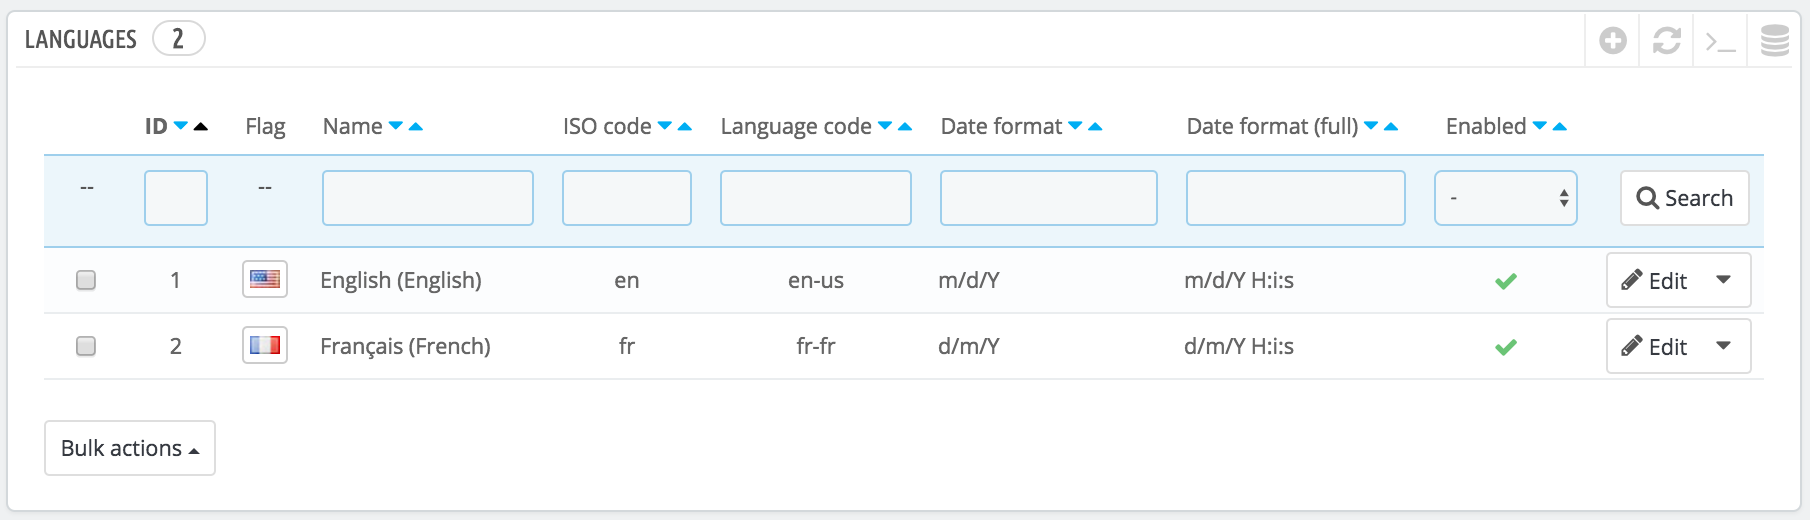 LANGUAGES 2
ID Flag Name ISO code Language code Date format Date format (full) Enabled
-- -- - Search
1 English (English) en en-us m/d/Y m/d/Y H:i:s Edit
2 Français (French) fr fr-fr d/m/Y d/m/Y H:i:s Edit
Bulk actions